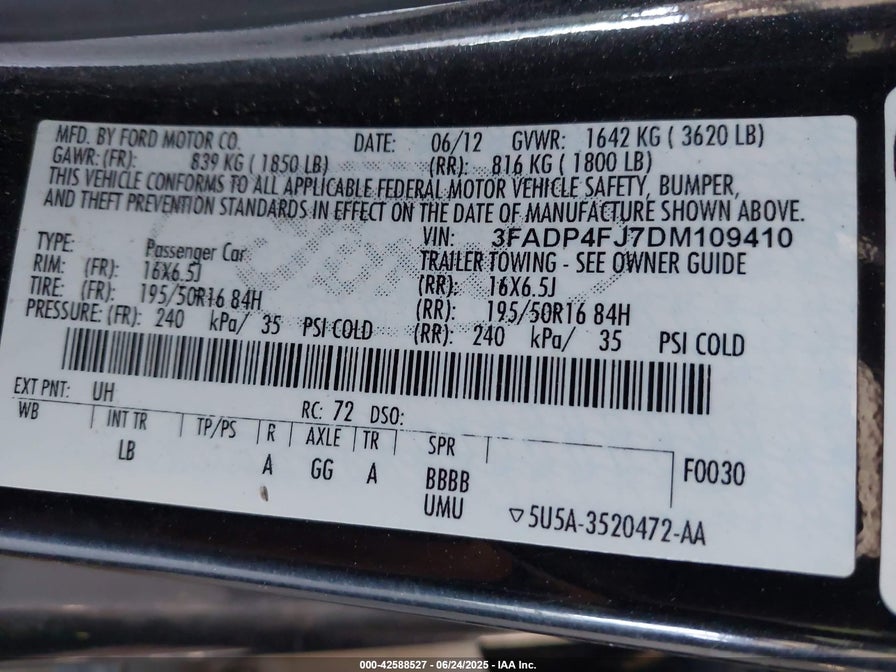 MFD. BY FORD MOTOR CO. DATE: 06/12 GVWR: 1642 KG ( 3620 LB)
GAWR: (FR): 839 KG ( 1850 LB) (RR): 816 KG ( 1800 LB)
THIS VEHICLE CONFORMS TO ALL APPLICABLE FEDERAL MOTOR VEHICLE SAFETY, BUMPER,
AND THEFT PREVENTION STANDARDS IN EFFECT ON THE DATE OF MANUFACTURE SHOWN ABOVE.
VIN: 3FADP4FJ7DM109410
TYPE: Passenger Car TRAILER TOWING - SEE OWNER GUIDE
RIM: (FR): 16X6.5J (RR): 16X6.5J
TIRE: (FR): 195/50R16 84H (RR): 195/50R16 84H
PRESSURE: (FR): 240 kPa/ 35 PSI COLD (RR): 240 kPa/ 35 PSI COLD
EXT PNT: UH RC: 72 DSO:
WB INT TR TP/PS R AXLE TR SPR F0030
LB A GG A BBBB
UMU ▽5U5A-3520472-AA
000-42588527 - 06/24/2025 - IAA Inc.